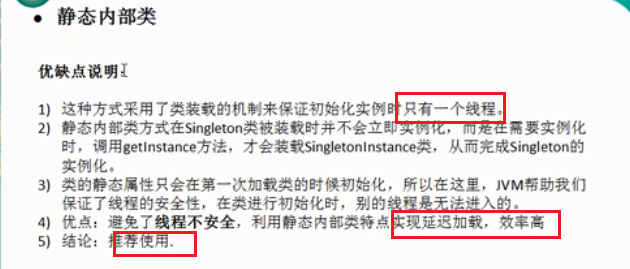 • 静态内部类
优缺点说明:
1) 这种方式采用了类装载的机制来保证初始化实例时只有一个线程。
2) 静态内部类方式在Singleton类被装载时并不会立即实例化，而是在需要实例化
时，调用getInstance方法，才会装载SingletonInstance类，从而完成Singleton的
实例化。
3) 类的静态属性只会在第一次加载类的时候初始化，所以在这里，JVM帮助我们
保证了线程的安全性，在类进行初始化时，别的线程是无法进入的。
4) 优点：避免了线程不安全，利用静态内部类特点实现延迟加载，效率高
5) 结论：推荐使用.